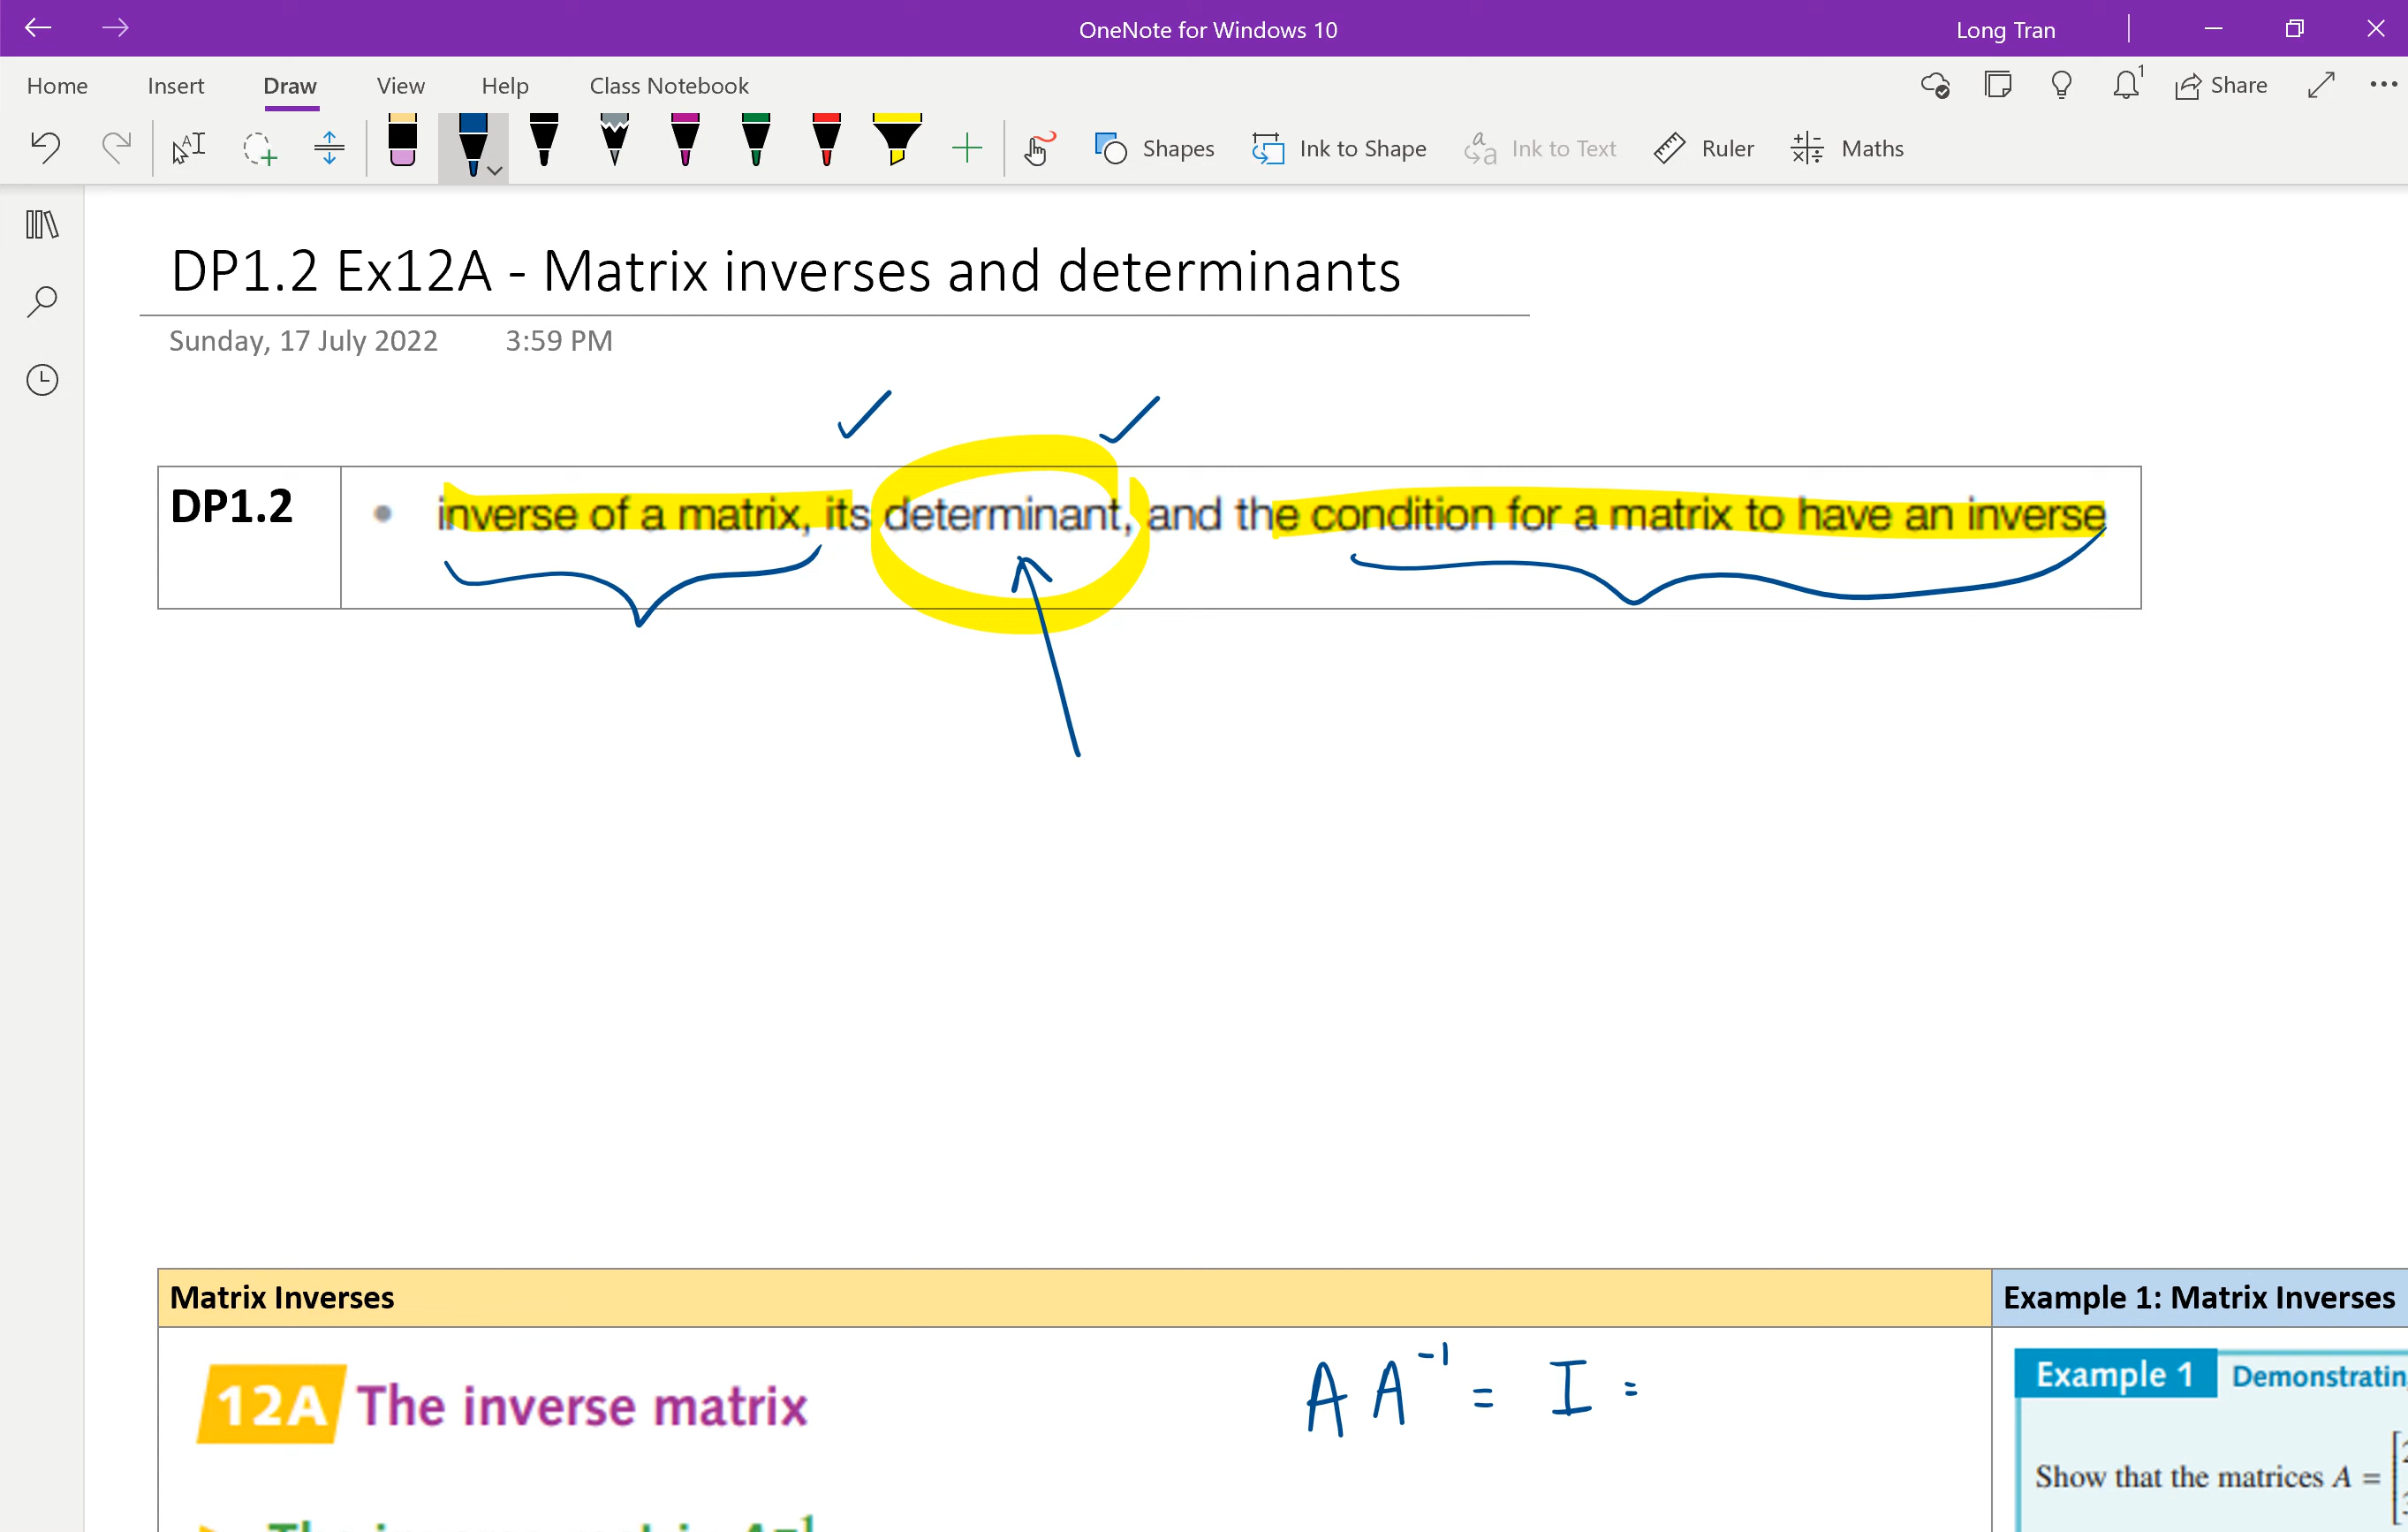 OneNote for Windows 10
Long Tran
Home Insert Draw View Help Class Notebook
1
Share
Shapes Ink to Shape Ink to Text Ruler Maths
DP1.2 Ex12A - Matrix inverses and determinants
Sunday, 17 July 2022 3:59 PM
DP1.2
• inverse of a matrix, its determinant, and the condition for a matrix to have an inverse
Matrix Inverses
Example 1: Matrix Inverses
12A The inverse matrix
A A⁻¹ = I =
Example 1 Demonstratin
Show that the matrices A =